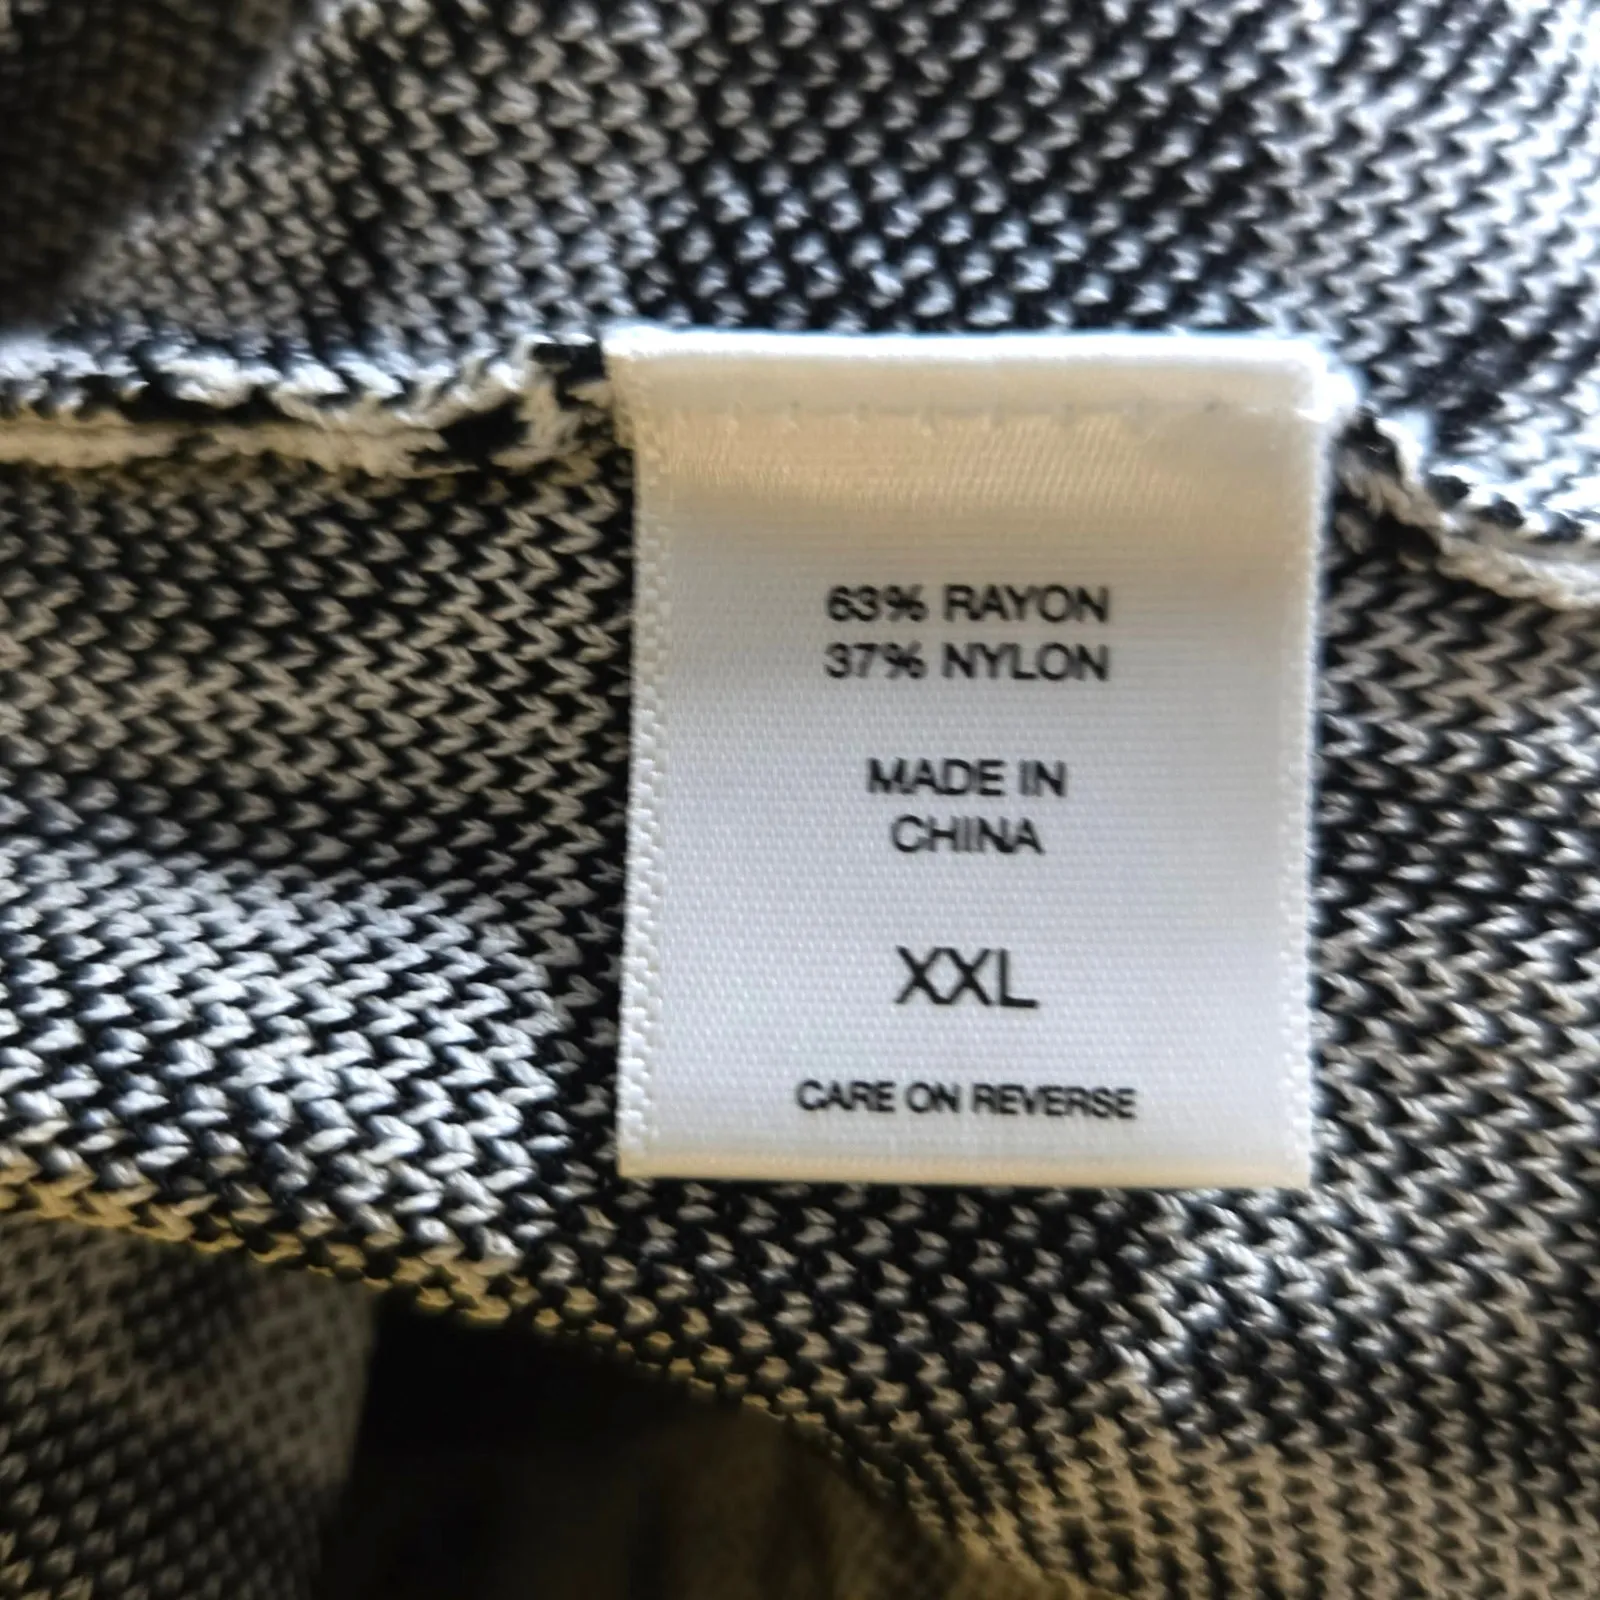 63% RAYON
37% NYLON
MADE IN
CHINA
XXL
CARE ON REVERSE